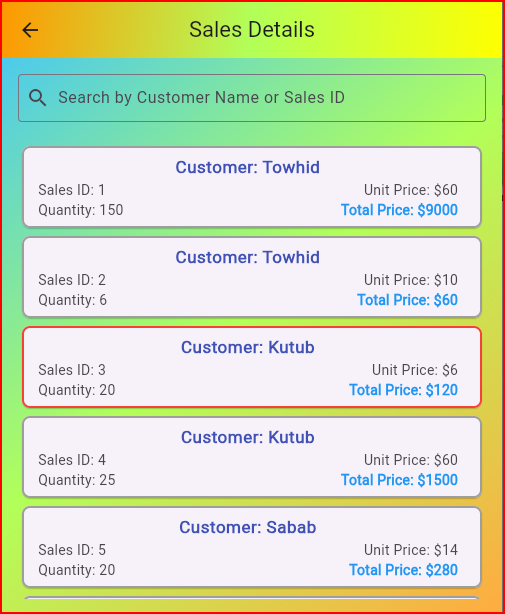 Sales Details
Search by Customer Name or Sales ID
Customer: Towhid
Sales ID: 1 Unit Price: $60
Quantity: 150 Total Price: $9000
Customer: Towhid
Sales ID: 2 Unit Price: $10
Quantity: 6 Total Price: $60
Customer: Kutub
Sales ID: 3 Unit Price: $6
Quantity: 20 Total Price: $120
Customer: Kutub
Sales ID: 4 Unit Price: $60
Quantity: 25 Total Price: $1500
Customer: Sabab
Sales ID: 5 Unit Price: $14
Quantity: 20 Total Price: $280